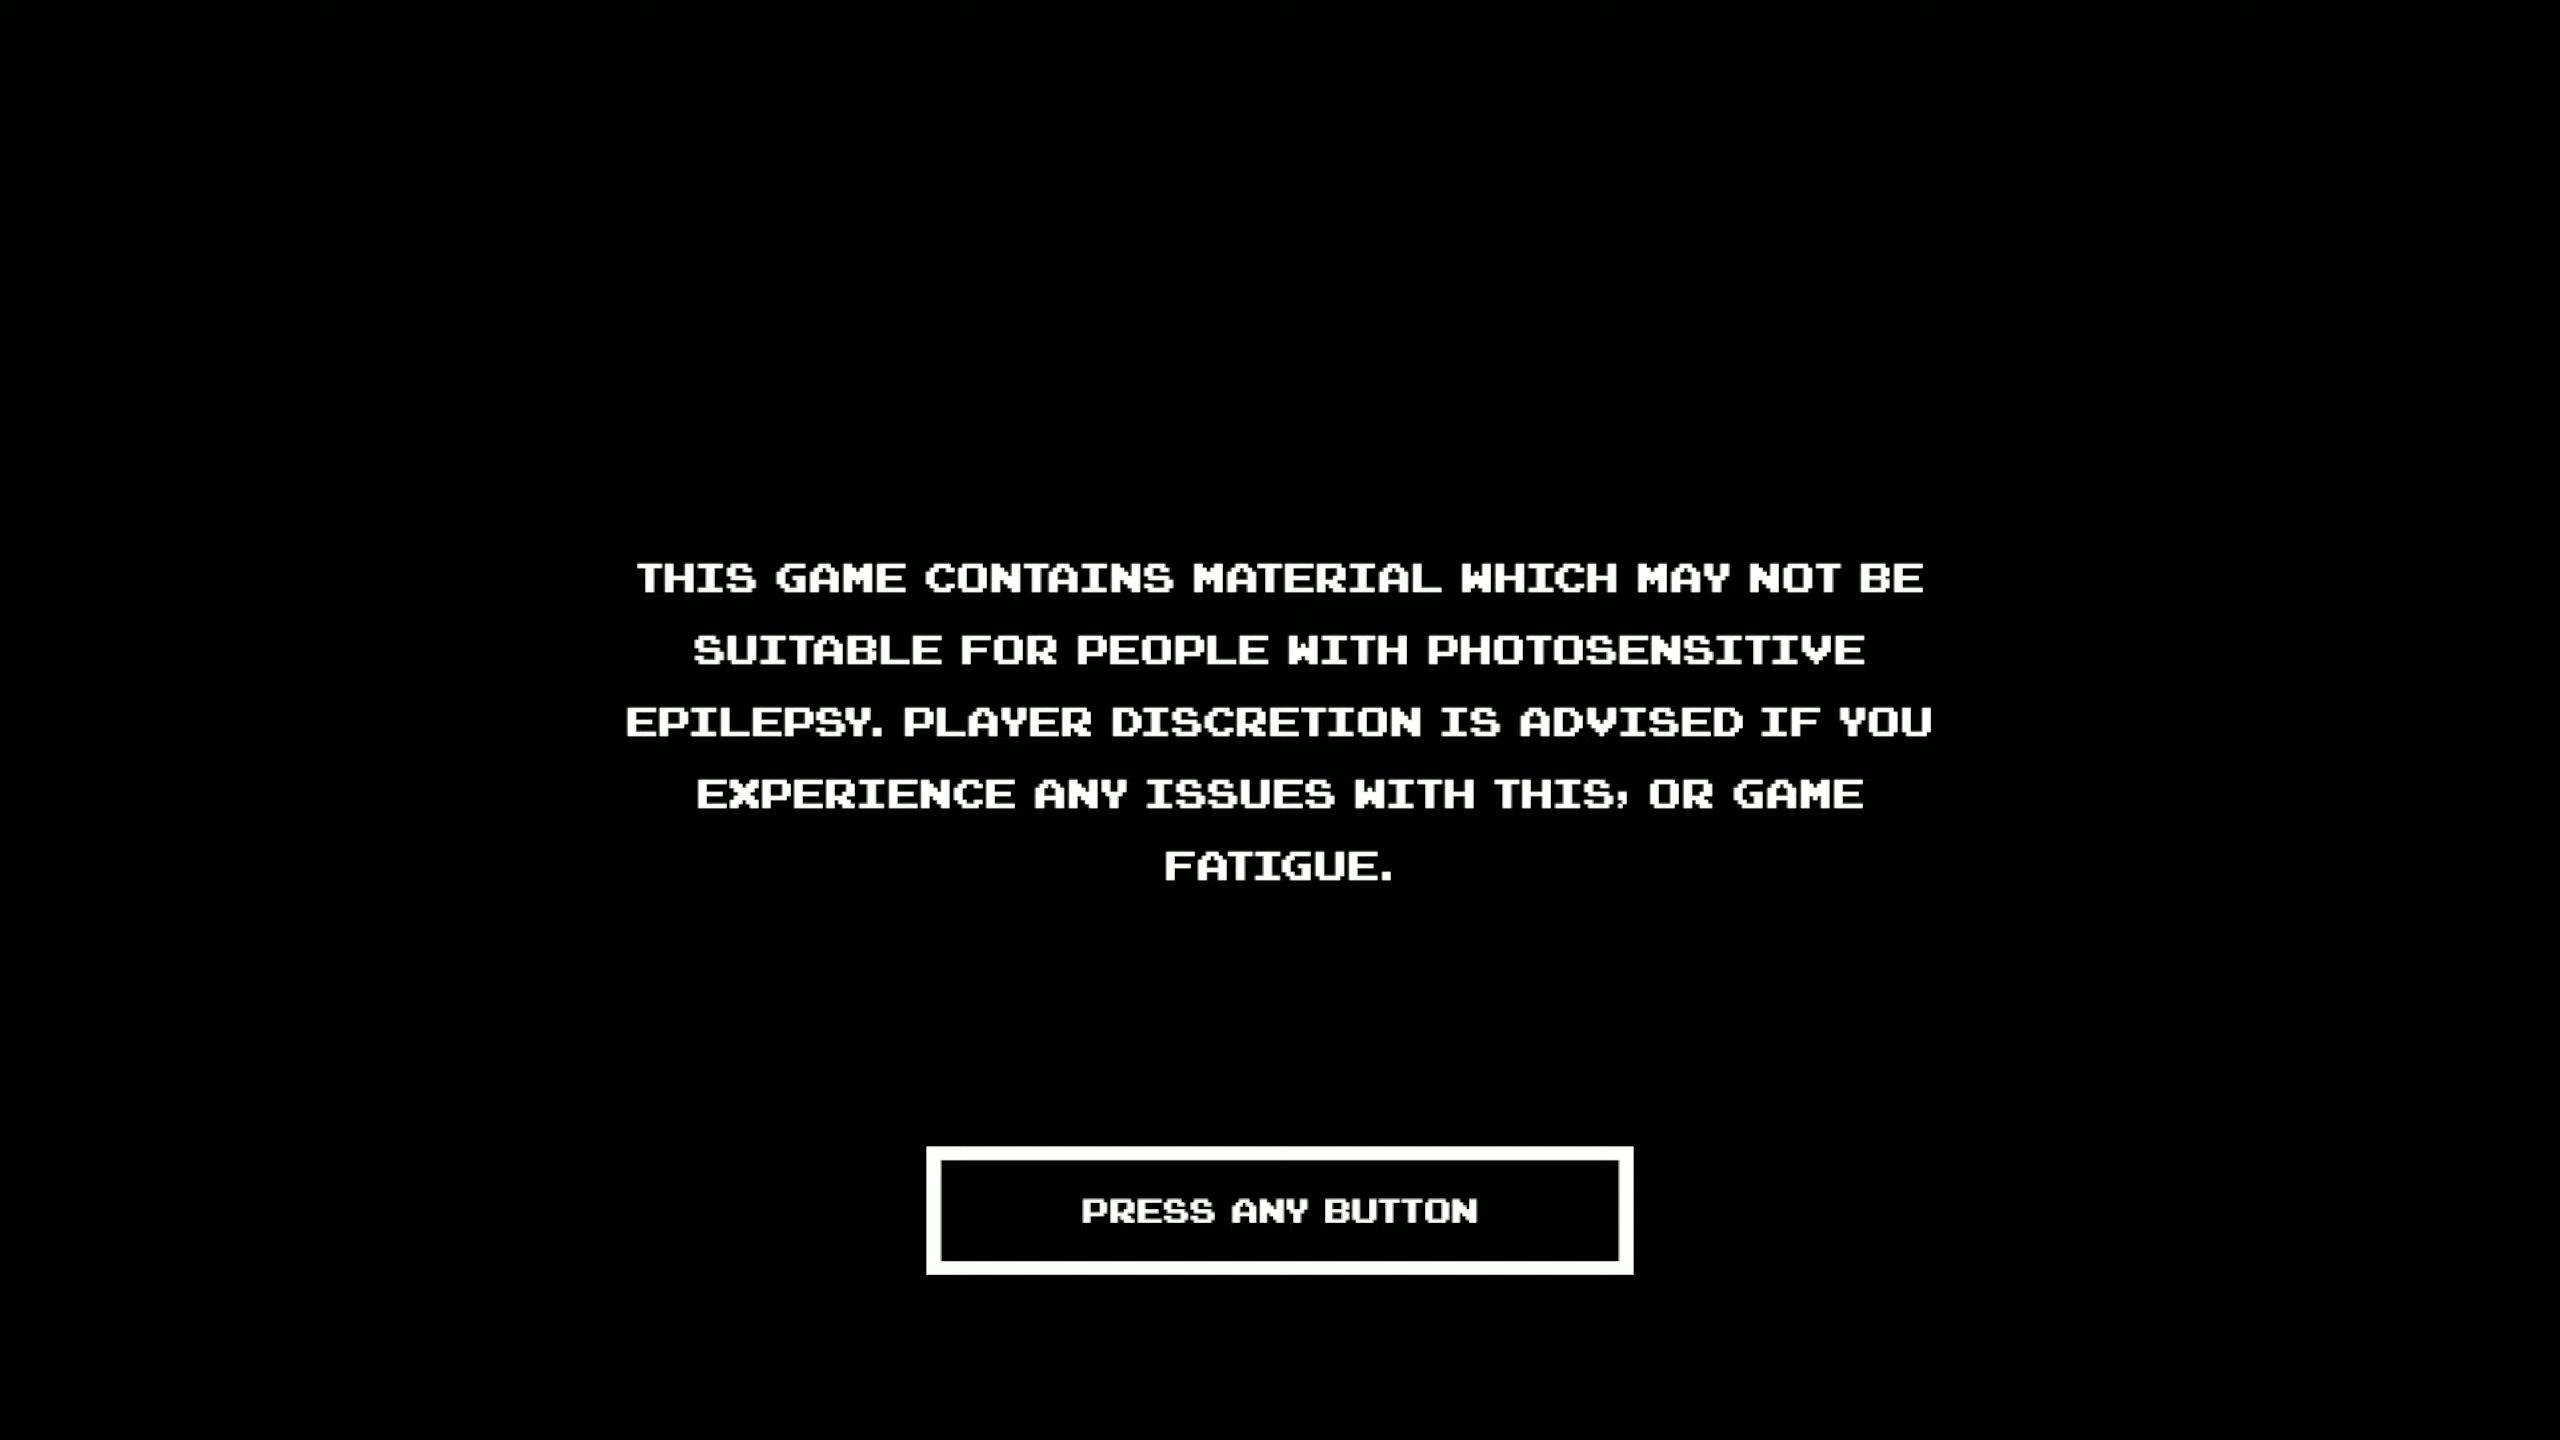 THIS GAME CONTAINS MATERIAL WHICH MAY NOT BE
SUITABLE FOR PEOPLE WITH PHOTOSENSITIVE
EPILEPSY. PLAYER DISCRETION IS ADVISED IF YOU
EXPERIENCE ANY ISSUES WITH THIS, OR GAME
FATIGUE.
PRESS ANY BUTTON